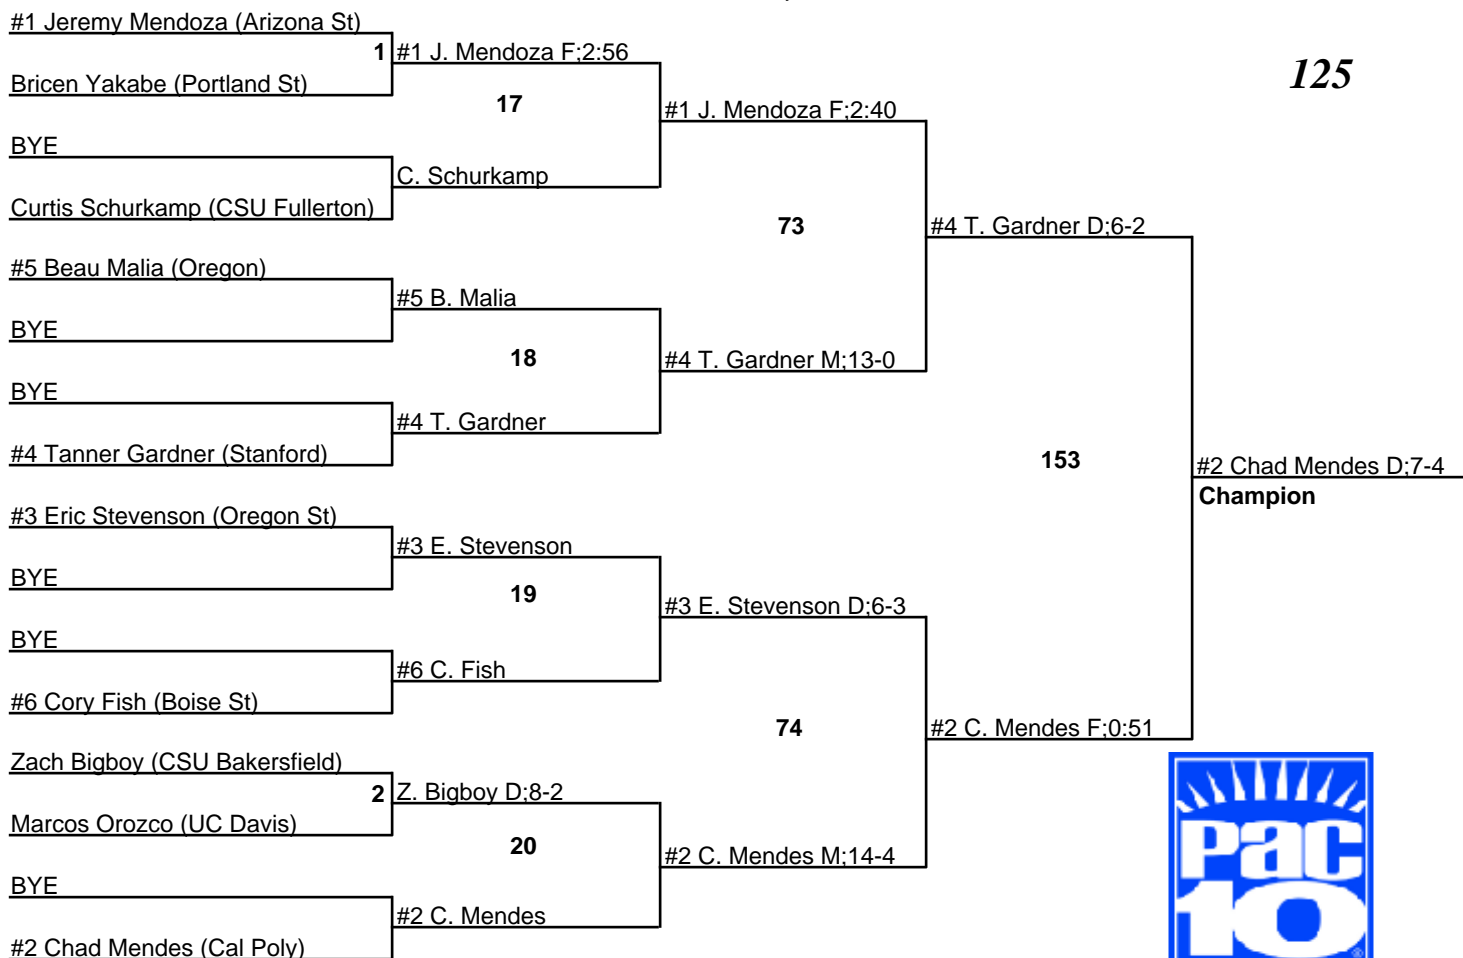 #1 Jeremy Mendoza (Arizona St)
1 #1 J. Mendoza F;2:56
125
Bricen Yakabe (Portland St)
17
#1 J. Mendoza F;2:40
BYE
C. Schurkamp
Curtis Schurkamp (CSU Fullerton)
73
#4 T. Gardner D;6-2
#5 Beau Malia (Oregon)
#5 B. Malia
BYE
18
#4 T. Gardner M;13-0
BYE
#4 T. Gardner
#4 Tanner Gardner (Stanford)
153
#2 Chad Mendes D;7-4
Champion
#3 Eric Stevenson (Oregon St)
#3 E. Stevenson
BYE
19
#3 E. Stevenson D;6-3
BYE
#6 C. Fish
#6 Cory Fish (Boise St)
74
#2 C. Mendes F;0:51
Zach Bigboy (CSU Bakersfield)
2 Z. Bigboy D;8-2
Marcos Orozco (UC Davis)
20
#2 C. Mendes M;14-4
BYE
#2 C. Mendes
#2 Chad Mendes (Cal Poly)
Pac
10
®